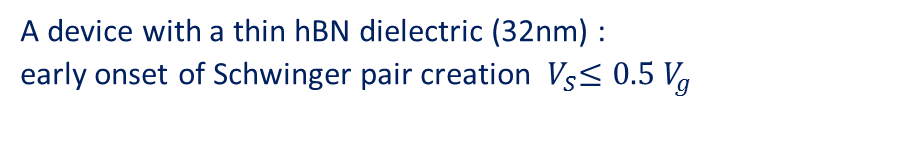 A device with a thin hBN dielectric (32nm) :
early onset of Schwinger pair creation V_S ≤ 0.5 V_g